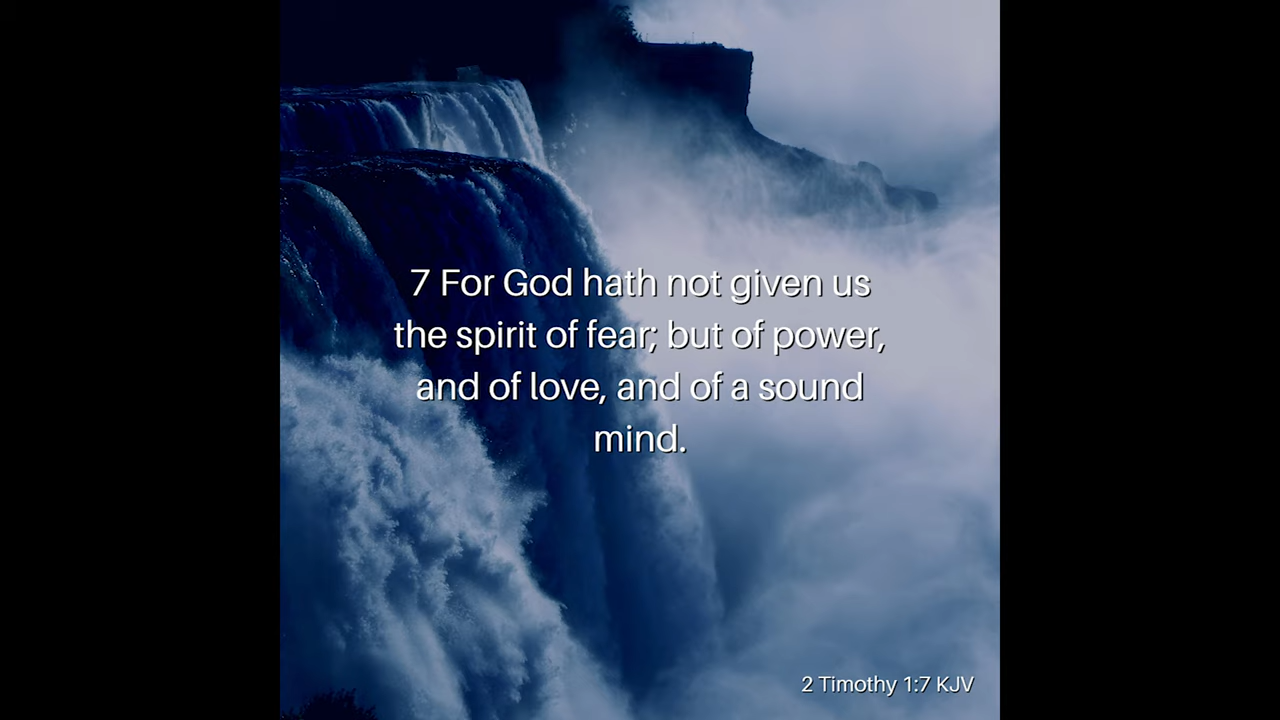 7 For God hath not given us
the spirit of fear; but of power,
and of love, and of a sound
mind.
2 Timothy 1:7 KJV